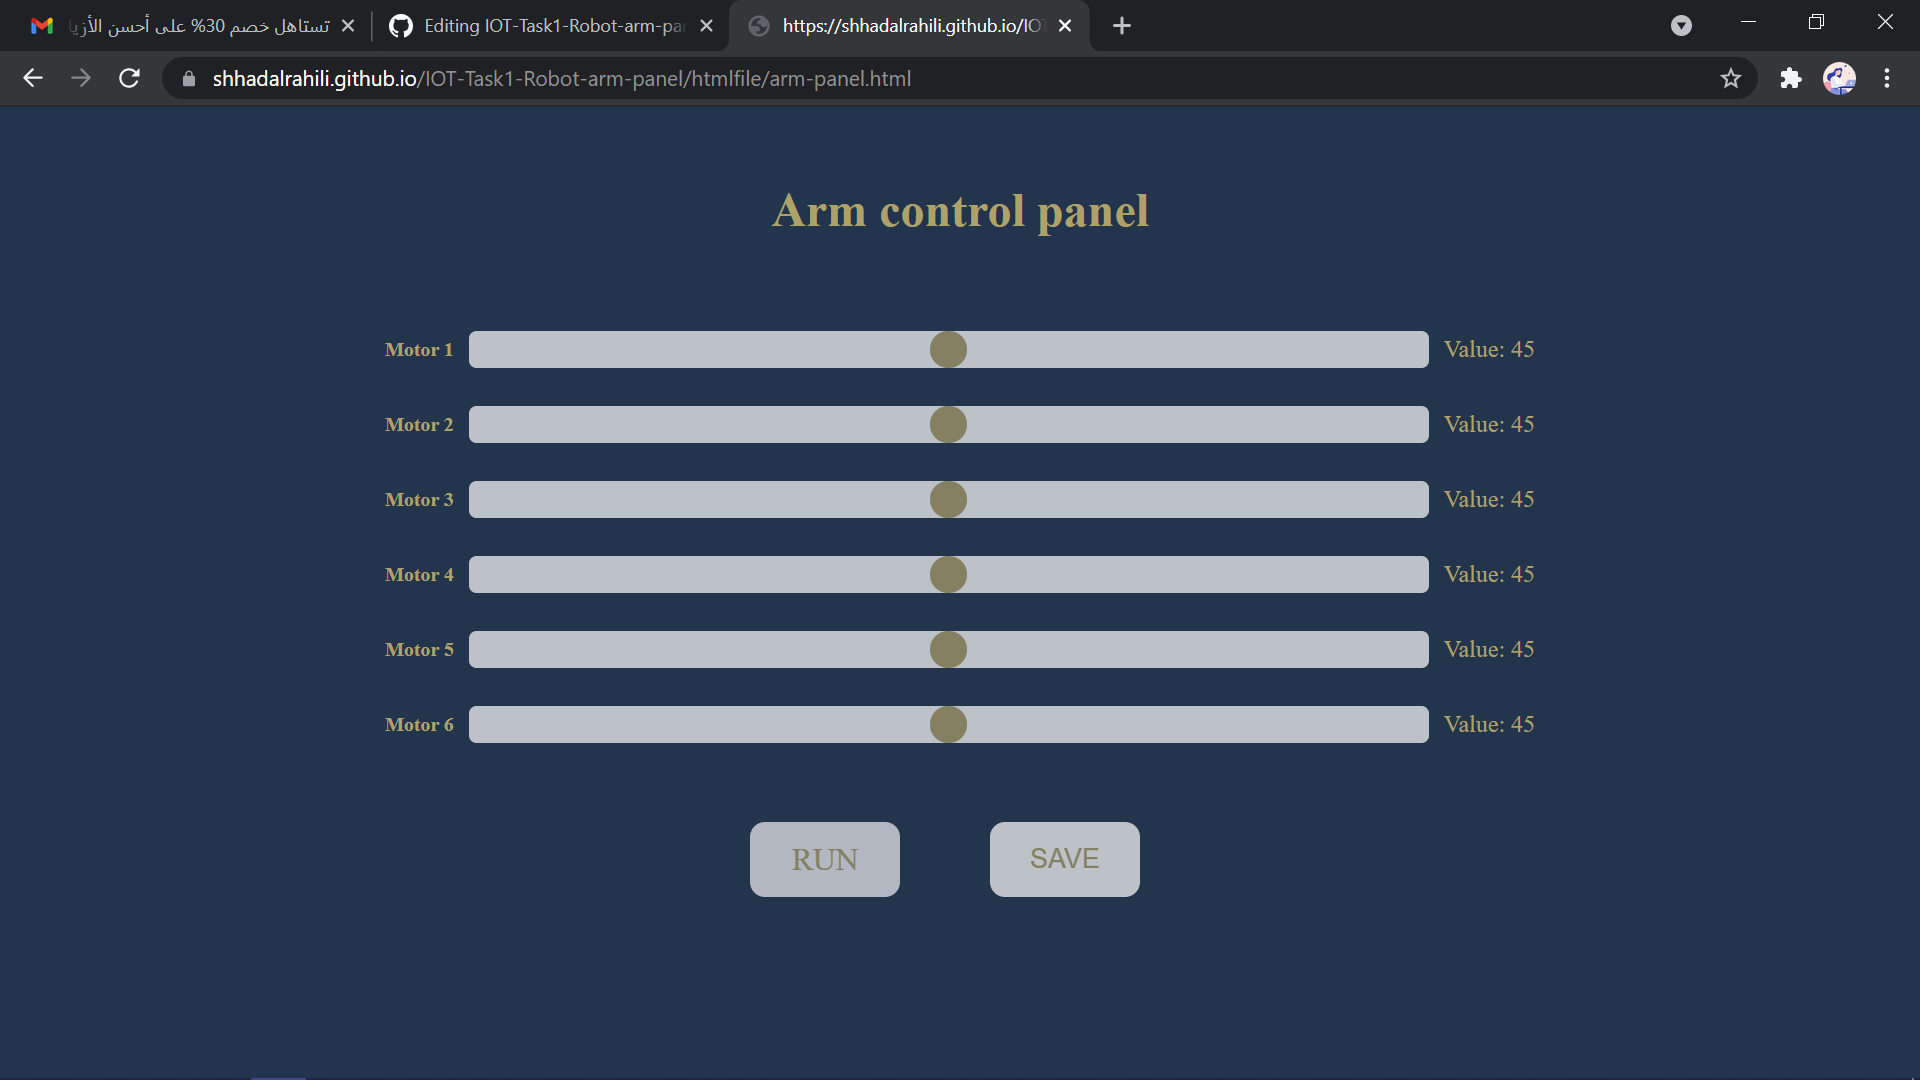 تستاهل خصم 30% على أحسن الأزيا
Editing IOT-Task1-Robot-arm-pa
https://shhadalrahili.github.io/IO
shhadalrahili.github.io/IOT-Task1-Robot-arm-panel/htmlfile/arm-panel.html
Arm control panel
Motor 1 Value: 45
Motor 2 Value: 45
Motor 3 Value: 45
Motor 4 Value: 45
Motor 5 Value: 45
Motor 6 Value: 45
RUN SAVE